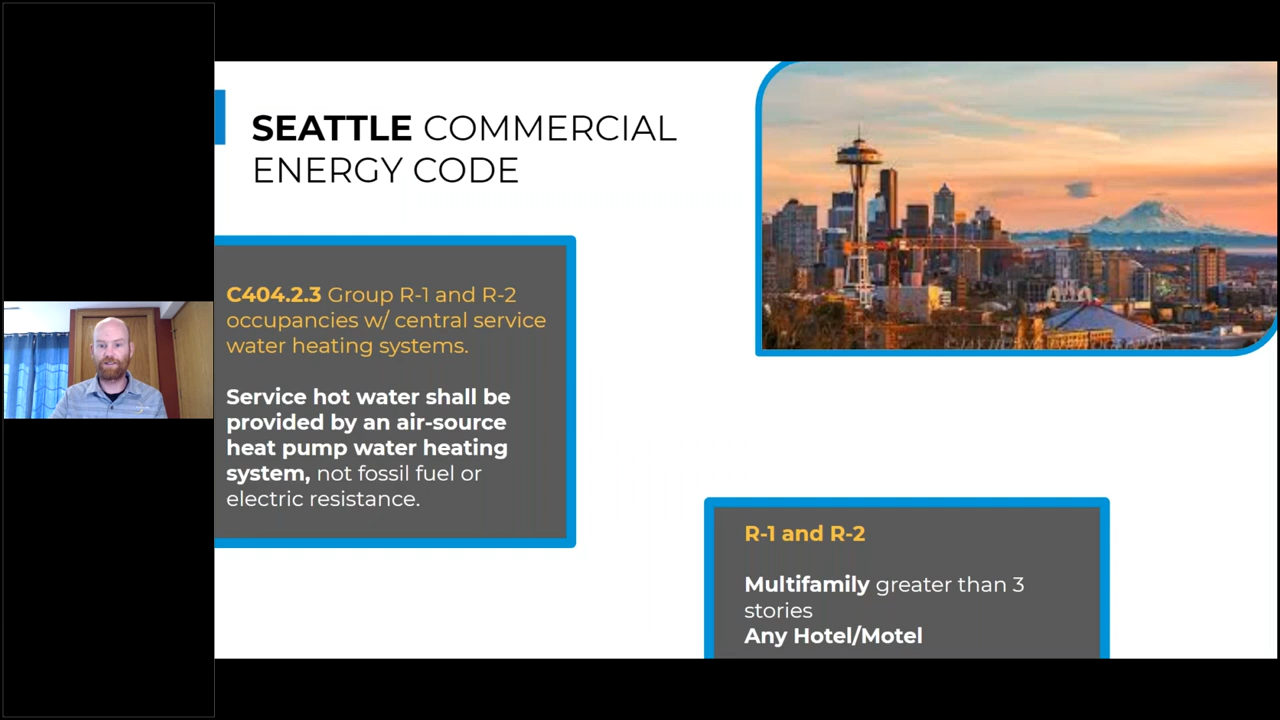 SEATTLE COMMERCIAL
ENERGY CODE
C404.2.3 Group R-1 and R-2
occupancies w/ central service
water heating systems.
Service hot water shall be
provided by an air-source
heat pump water heating
system, not fossil fuel or
electric resistance.
R-1 and R-2
Multifamily greater than 3
stories
Any Hotel/Motel